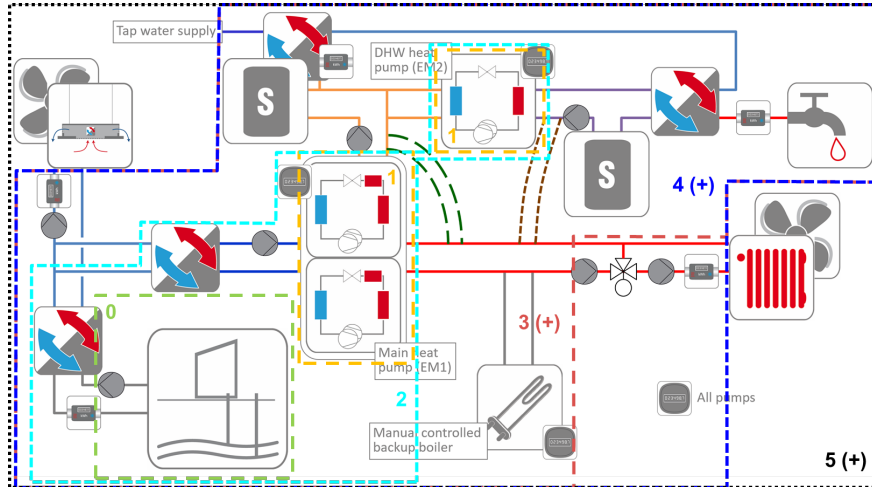 Tap water supply
DHW heat
pump (EM2)
S
1
S
4 (+)
1
0
3 (+)
Main heat
pump (EM1)
2
All pumps
Manual controlled
backup boiler
5 (+)